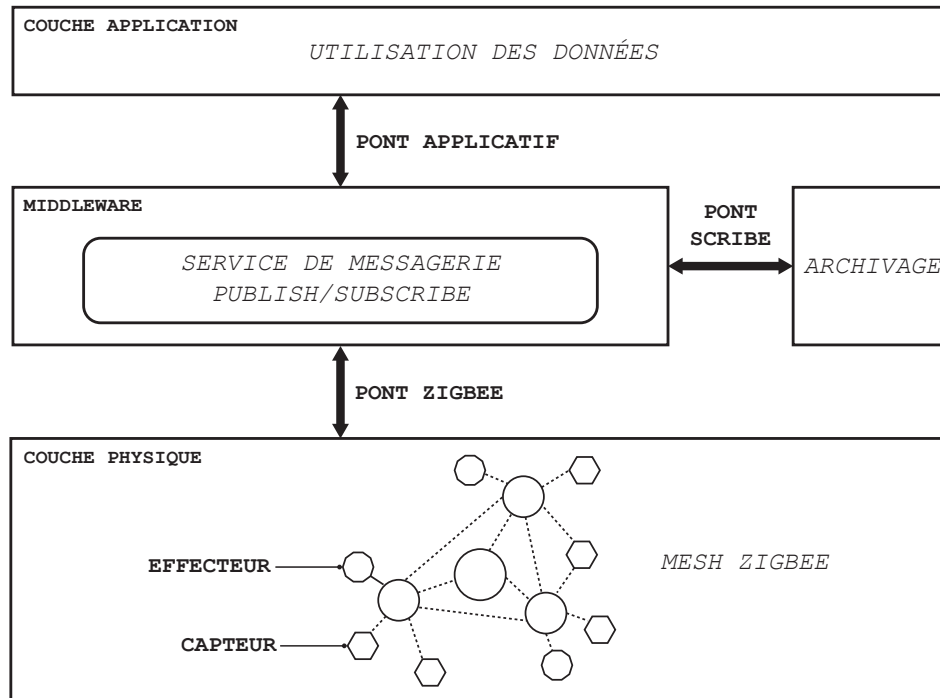 COUCHE APPLICATION
UTILISATION DES DONNÉES
PONT APPLICATIF
MIDDLEWARE
SERVICE DE MESSAGERIE
PUBLISH/SUBSCRIBE
PONT
SCRIBE
ARCHIVAGE
PONT ZIGBEE
COUCHE PHYSIQUE
EFFECTEUR
MESH ZIGBEE
CAPTEUR